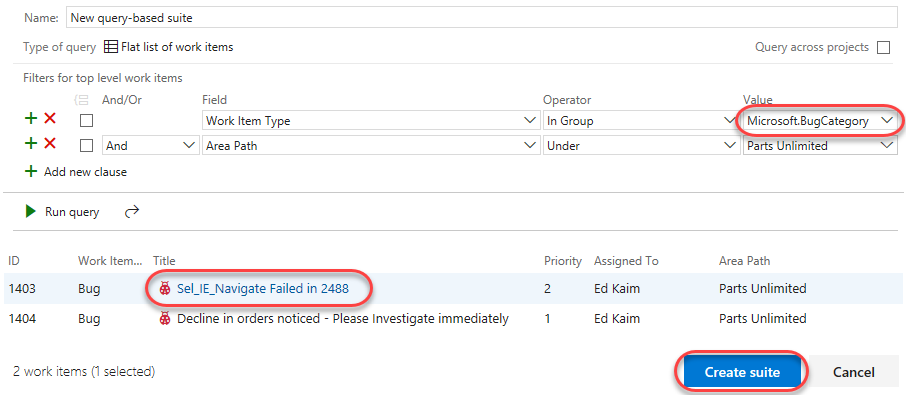 Name: New query-based suite
Type of query Flat list of work items Query across projects
Filters for top level work items
And/Or Field Operator Value
Work Item Type In Group Microsoft.BugCategory
And Area Path Under Parts Unlimited
Add new clause
Run query
ID Work Item... Title Priority Assigned To Area Path
1403 Bug Sel_IE_Navigate Failed in 2488 2 Ed Kaim Parts Unlimited
1404 Bug Decline in orders noticed - Please Investigate immediately 1 Ed Kaim Parts Unlimited
2 work items (1 selected) Create suite Cancel